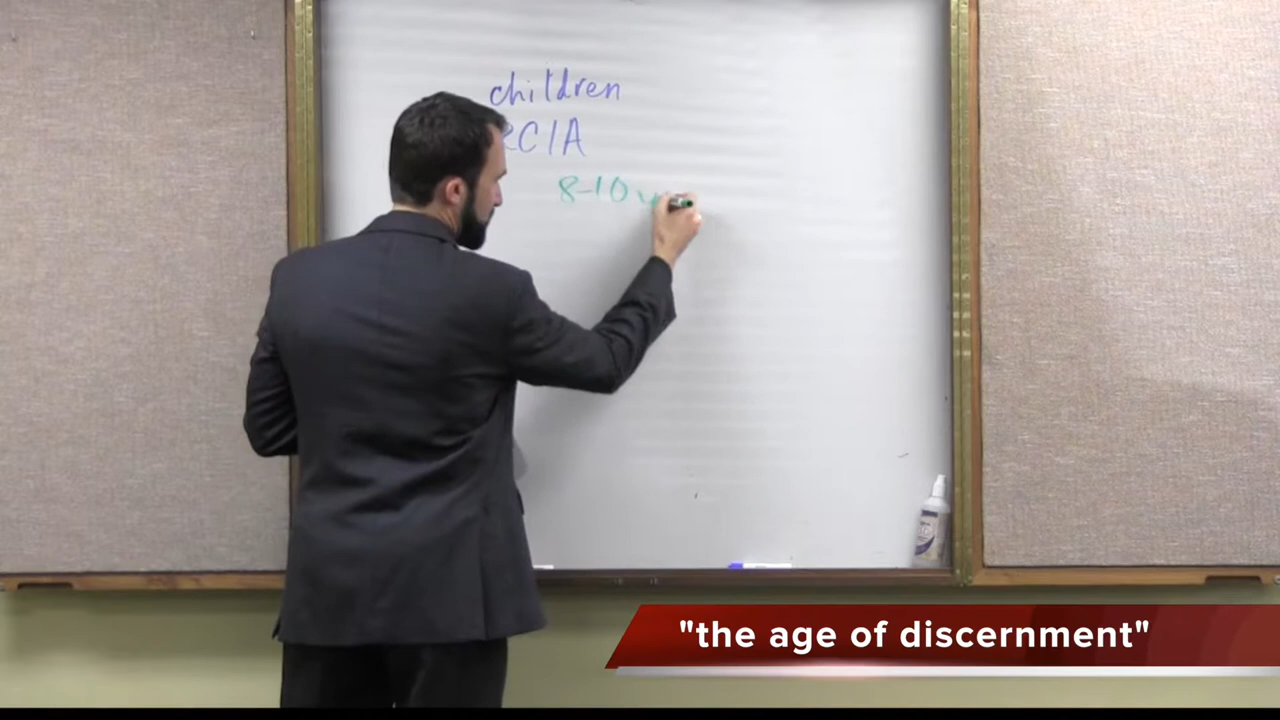 children
RCIA
8-10
"the age of discernment"